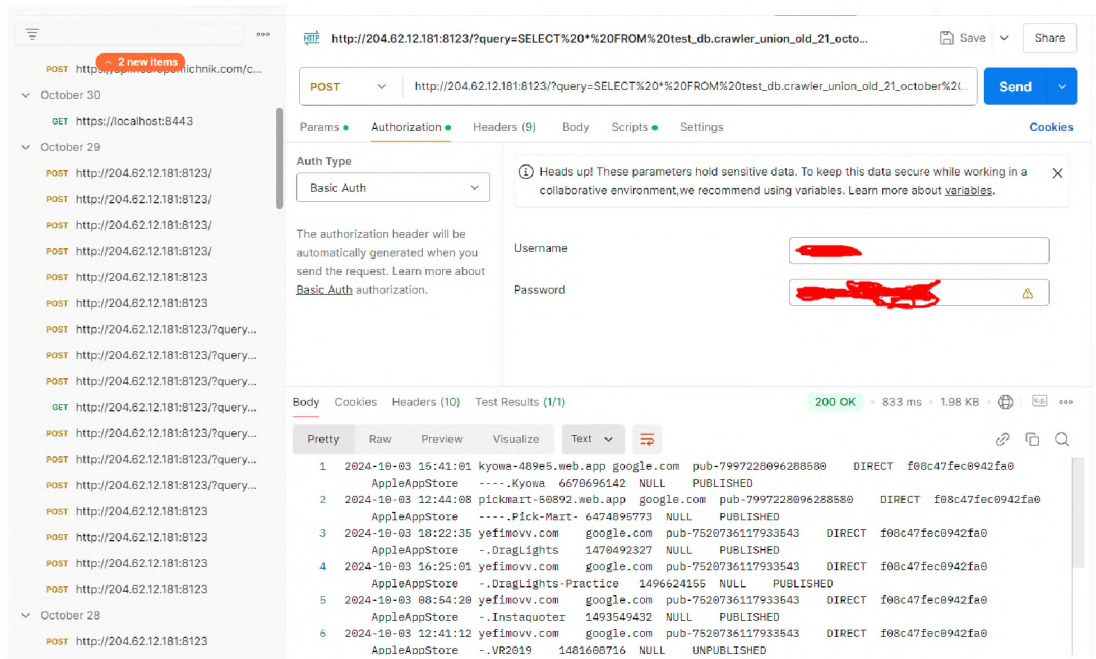 2 new items
POST https://
michnik.com/c...
October 30
GET https://localhost:8443
October 29
POST http://204.62.12.181:8123/
POST http://204.62.12.181:8123/
POST http://204.62.12.181:8123/
POST http://204.62.12.181:8123/
POST http://204.62.12.181:8123
POST http://204.62.12.181:8123
POST http://204.62.12.181:8123/?query...
POST http://204.62.12.181:8123/?query...
POST http://204.62.12.181:8123/?query...
GET http://204.62.12.181:8123/?query...
POST http://204.62.12.181:8123/?query...
POST http://204.62.12.181:8123/?query...
POST http://204.62.12.181:8123/?query...
POST http://204.62.12.181:8123
POST http://204.62.12.181:8123
POST http://204.62.12.181:8123
POST http://204.62.12.181:8123
October 28
POST http://204.62.12.181:8123
HTTP http://204.62.12.181:8123/?query=SELECT%20*%20FROM%20test_db.crawler_union_old_21_octo... Save Share
POST http://204.62.12.181:8123/?query=SELECT%20*%20FROM%20test_db.crawler_union_old_21_october%2(... Send
Params Authorization Headers (9) Body Scripts Settings Cookies
Auth Type
Basic Auth
The authorization header will be
automatically generated when you
send the request. Learn more about
Basic Auth authorization.
Heads up! These parameters hold sensitive data. To keep this data secure while working in a
collaborative environment,we recommend using variables. Learn more about variables.
Username
Password
Body Cookies Headers (10) Test Results (1/1) 200 OK 833 ms 1.98 KB
Pretty Raw Preview Visualize Text
1 2024-10-03 15:41:01 kyowa-489e5.web.app google.com pub-7997228096288580 DIRECT f08c47fec0942fa0
AppleAppStore ----.Kyowa 6670696142 NULL PUBLISHED
2 2024-10-03 12:44:08 pickmart-50892.web.app google.com pub-7997228096288580 DIRECT f08c47fec0942fa0
AppleAppStore ----.Pick-Mart- 6474895773 NULL PUBLISHED
3 2024-10-03 18:22:35 yefimovv.com google.com pub-7520736117933543 DIRECT f08c47fec0942fa0
AppleAppStore -.DragLights 1470492327 NULL PUBLISHED
4 2024-10-03 16:25:01 yefimovv.com google.com pub-7520736117933543 DIRECT f08c47fec0942fa0
AppleAppStore -.DragLights-Practice 1496624155 NULL PUBLISHED
5 2024-10-03 08:54:20 yefimovv.com google.com pub-7520736117933543 DIRECT f08c47fec0942fa0
AppleAppStore -.Instaquoter 1493549432 NULL PUBLISHED
6 2024-10-03 12:41:12 yefimovv.com google.com pub-7520736117933543 DIRECT f08c47fec0942fa0
AppleAppStore -.VR2019 1481608716 NULL UNPUBLISHED